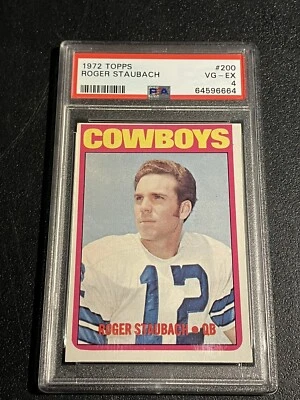 1972 TOPPS #200
ROGER STAUBACH VG - EX
4
PSA 64596664
COWBOYS
12
ROGER STAUBACH • QB